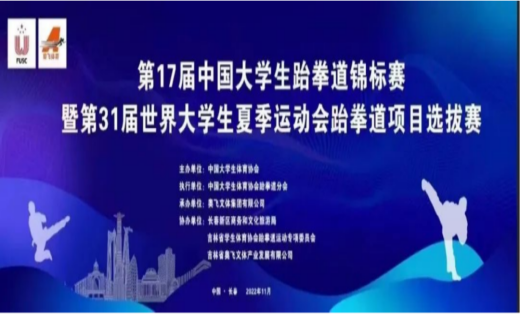 FUSC
第17届中国大学生跆拳道锦标赛
暨第31届世界大学生夏季运动会跆拳道项目选拔赛
主办单位：中国大学生体育协会
执行单位：中国大学生体育协会跆拳道分会
承办单位：奥飞文体集团有限公司
协办单位：长春新区商务和文化旅游局
吉林省学生体育协会跆拳道运动专项委员会
吉林省奥飞文体产业发展有限公司
中国·长春 2022年11月